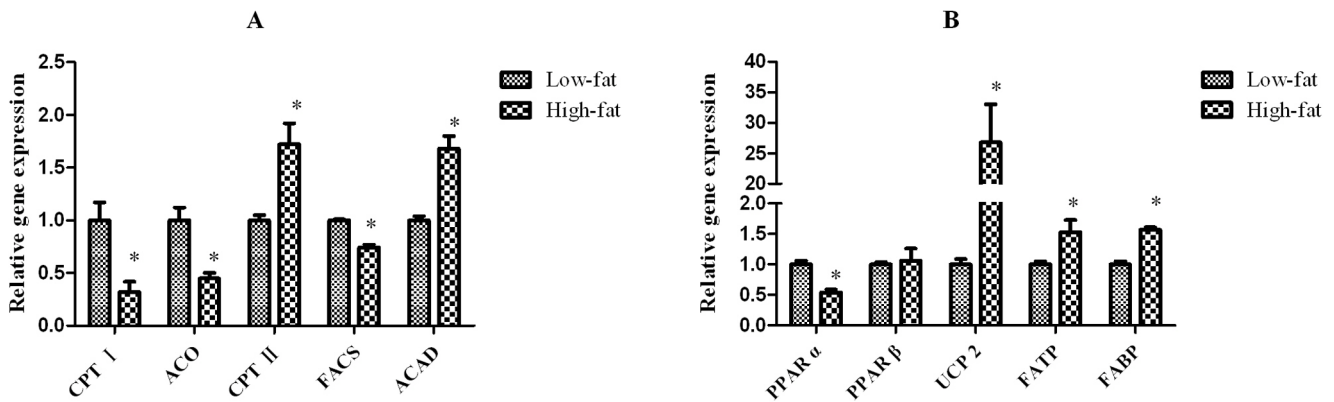 A
Relative gene expression
2.5
2.0
1.5
1.0
0.5
0.0
*
*
*
*
*
CPT Ⅰ
ACO
CPT Ⅱ
FACS
ACAD
Low-fat
High-fat
B
Relative gene expression
40
35
30
25
20
2.0
1.5
1.0
0.5
0.0
*
*
*
*
PPAR α
PPAR β
UCP 2
FATP
FABP
Low-fat
High-fat